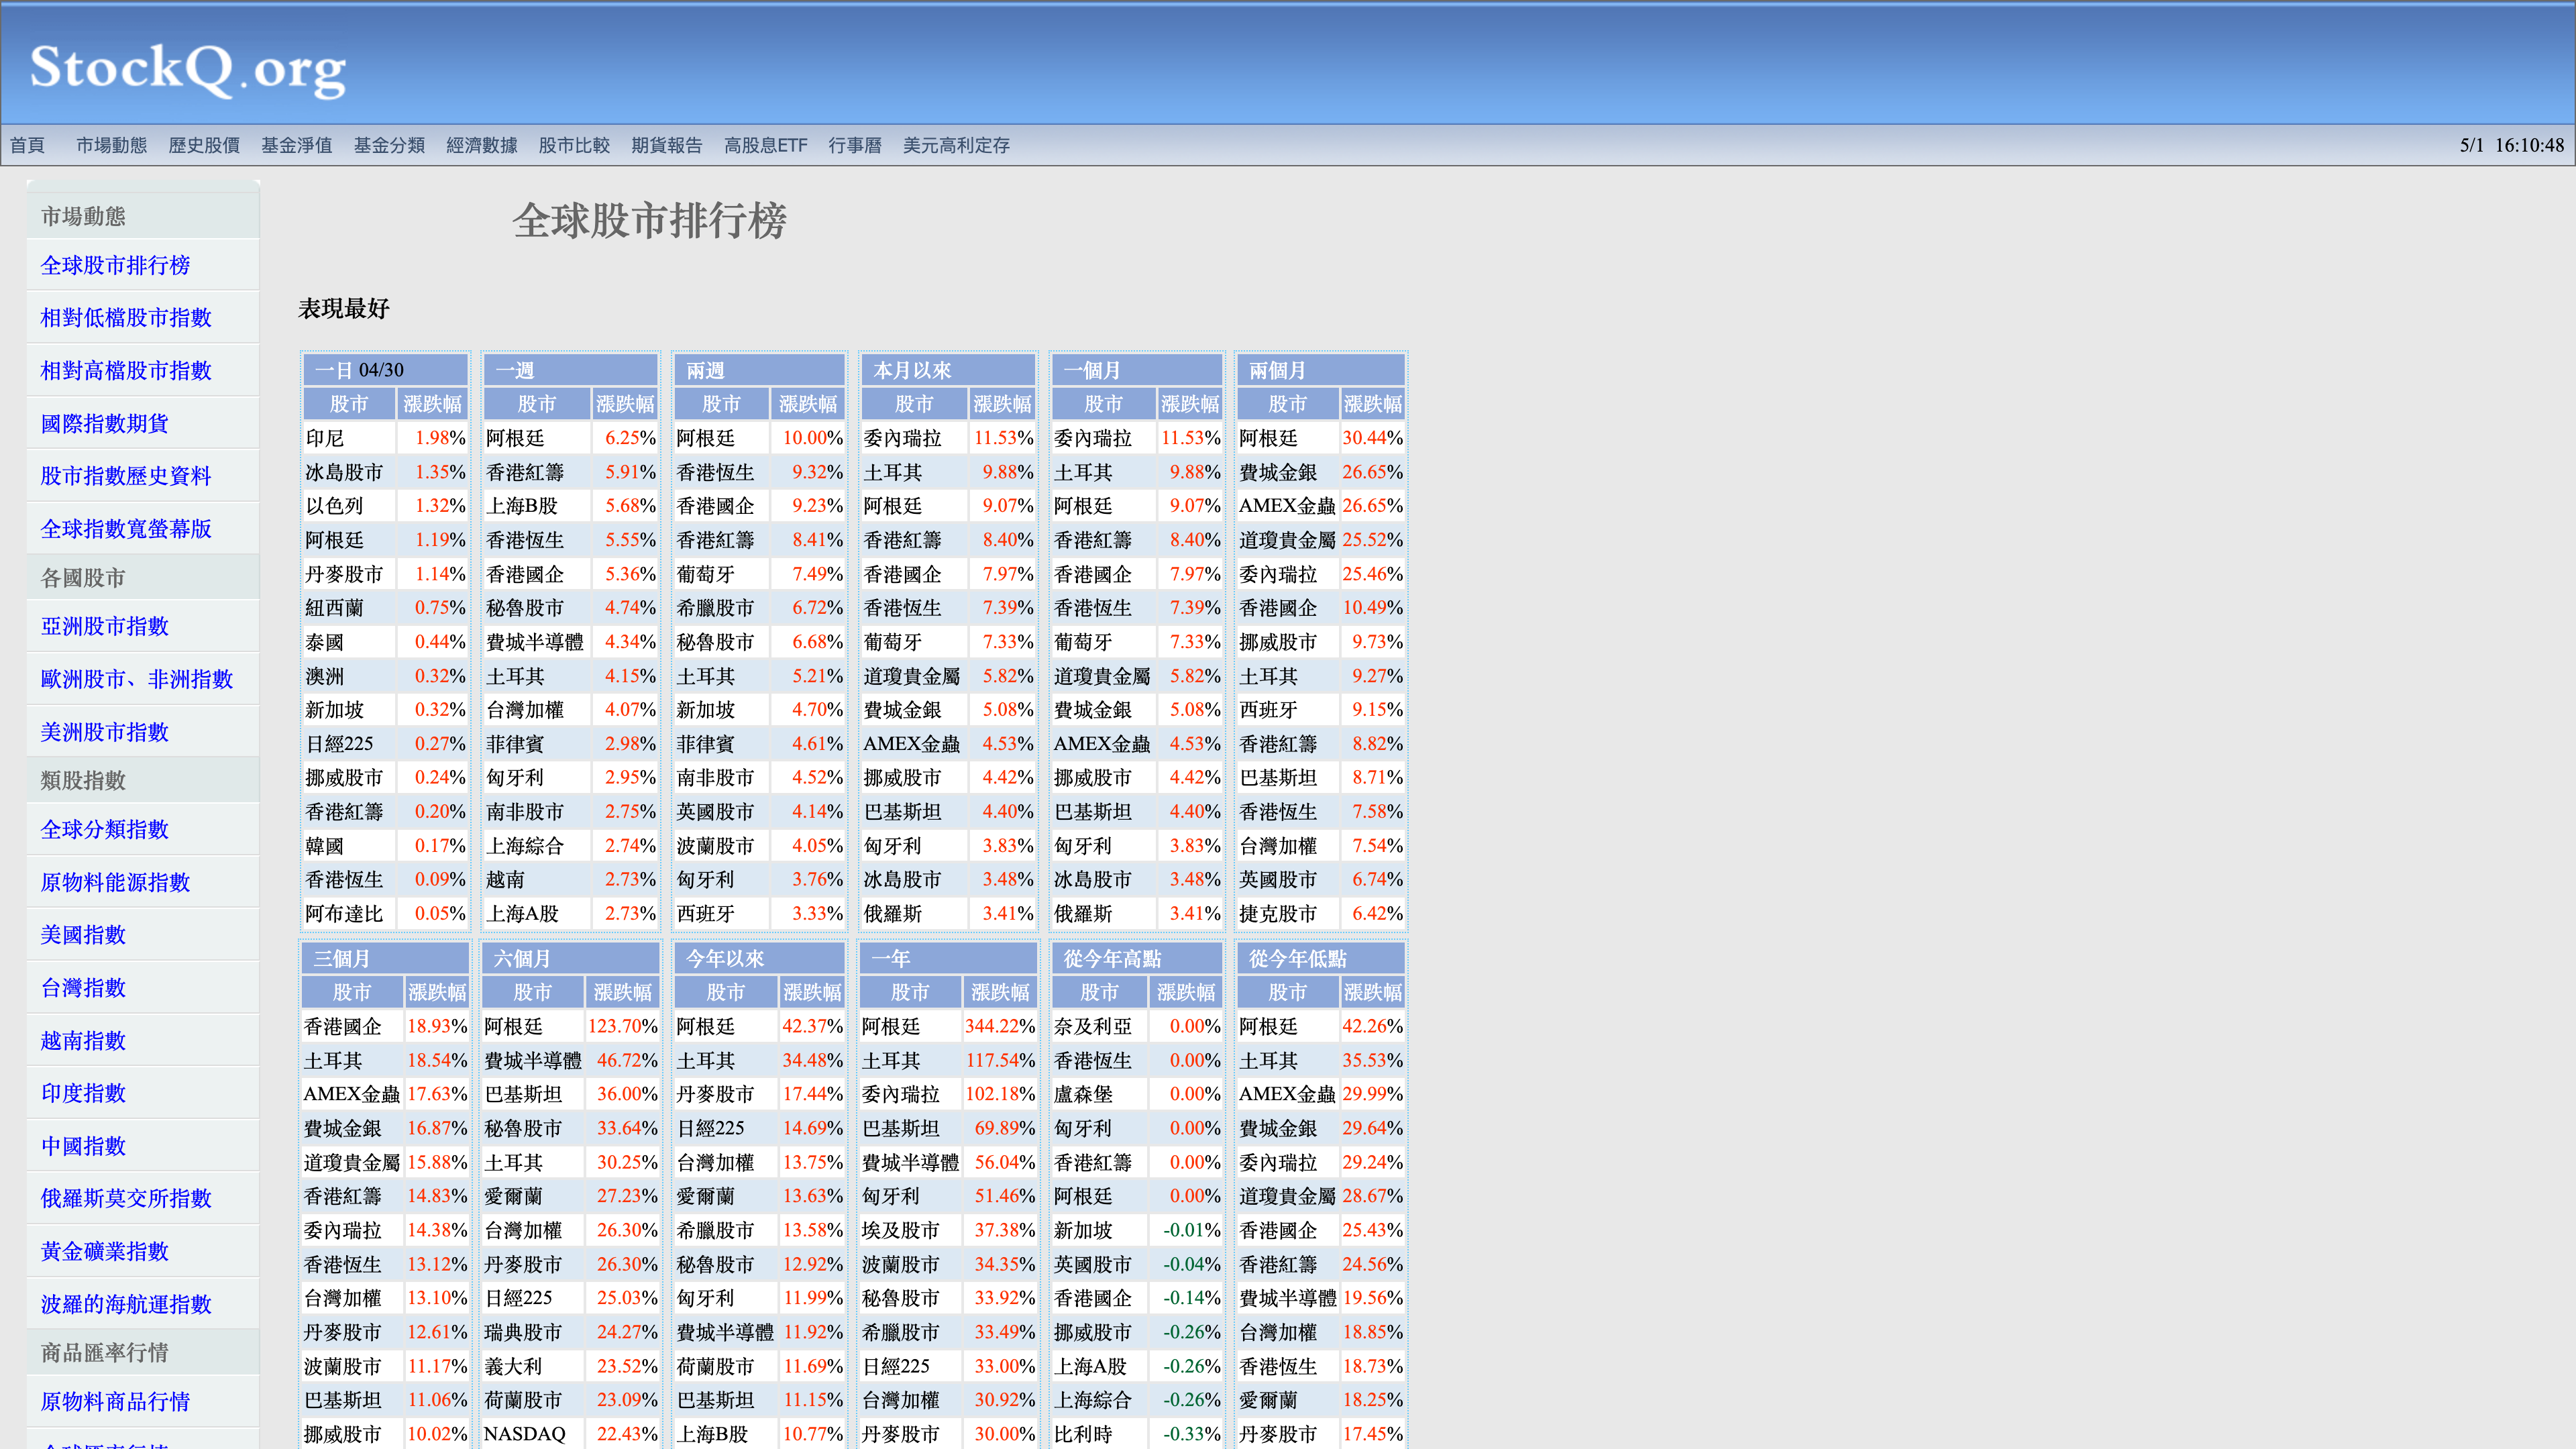 StockQ.org
首頁 市場動態 歷史股價 基金淨值 基金分類 經濟數據 股市比較 期貨報告 高股息ETF 行事曆 美元高利定存 5/1 16:10:48
市場動態
全球股市排行榜
相對低檔股市指數
相對高檔股市指數
國際指數期貨
股市指數歷史資料
全球指數寬螢幕版
各國股市
亞洲股市指數
歐洲股市、非洲指數
美洲股市指數
類股指數
全球分類指數
原物料能源指數
美國指數
台灣指數
越南指數
印度指數
中國指數
俄羅斯莫交所指數
黃金礦業指數
波羅的海航運指數
商品匯率行情
原物料商品行情
全球股市排行榜
表現最好
一日 04/30 一週 兩週 本月以來 一個月 兩個月
股市 漲跌幅 股市 漲跌幅 股市 漲跌幅 股市 漲跌幅 股市 漲跌幅 股市 漲跌幅
印尼 1.98% 阿根廷 6.25% 阿根廷 10.00% 委內瑞拉 11.53% 委內瑞拉 11.53% 阿根廷 30.44%
冰島股市 1.35% 香港紅籌 5.91% 香港恆生 9.32% 土耳其 9.88% 土耳其 9.88% 費城金銀 26.65%
以色列 1.32% 上海B股 5.68% 香港國企 9.23% 阿根廷 9.07% 阿根廷 9.07% AMEX金蟲 26.65%
阿根廷 1.19% 香港恆生 5.55% 香港紅籌 8.41% 香港紅籌 8.40% 香港紅籌 8.40% 道瓊貴金屬 25.52%
丹麥股市 1.14% 香港國企 5.36% 葡萄牙 7.49% 香港國企 7.97% 香港國企 7.97% 委內瑞拉 25.46%
紐西蘭 0.75% 秘魯股市 4.74% 希臘股市 6.72% 香港恆生 7.39% 香港恆生 7.39% 香港國企 10.49%
泰國 0.44% 費城半導體 4.34% 秘魯股市 6.68% 葡萄牙 7.33% 葡萄牙 7.33% 挪威股市 9.73%
澳洲 0.32% 土耳其 4.15% 土耳其 5.21% 道瓊貴金屬 5.82% 道瓊貴金屬 5.82% 土耳其 9.27%
新加坡 0.32% 台灣加權 4.07% 新加坡 4.70% 費城金銀 5.08% 費城金銀 5.08% 西班牙 9.15%
日經225 0.27% 菲律賓 2.98% 菲律賓 4.61% AMEX金蟲 4.53% AMEX金蟲 4.53% 香港紅籌 8.82%
挪威股市 0.24% 匈牙利 2.95% 南非股市 4.52% 挪威股市 4.42% 挪威股市 4.42% 巴基斯坦 8.71%
香港紅籌 0.20% 南非股市 2.75% 英國股市 4.14% 巴基斯坦 4.40% 巴基斯坦 4.40% 香港恆生 7.58%
韓國 0.17% 上海綜合 2.74% 波蘭股市 4.05% 匈牙利 3.83% 匈牙利 3.83% 台灣加權 7.54%
香港恆生 0.09% 越南 2.73% 匈牙利 3.76% 冰島股市 3.48% 冰島股市 3.48% 英國股市 6.74%
阿布達比 0.05% 上海A股 2.73% 西班牙 3.33% 俄羅斯 3.41% 俄羅斯 3.41% 捷克股市 6.42%
三個月 六個月 今年以來 一年 從今年高點 從今年低點
股市 漲跌幅 股市 漲跌幅 股市 漲跌幅 股市 漲跌幅 股市 漲跌幅 股市 漲跌幅
香港國企 18.93% 阿根廷 123.70% 阿根廷 42.37% 阿根廷 344.22% 奈及利亞 0.00% 阿根廷 42.26%
土耳其 18.54% 費城半導體 46.72% 土耳其 34.48% 土耳其 117.54% 香港恆生 0.00% 土耳其 35.53%
AMEX金蟲 17.63% 巴基斯坦 36.00% 丹麥股市 17.44% 委內瑞拉 102.18% 盧森堡 0.00% AMEX金蟲 29.99%
費城金銀 16.87% 秘魯股市 33.64% 日經225 14.69% 巴基斯坦 69.89% 匈牙利 0.00% 費城金銀 29.64%
道瓊貴金屬 15.88% 土耳其 30.25% 台灣加權 13.75% 費城半導體 56.04% 香港紅籌 0.00% 委內瑞拉 29.24%
香港紅籌 14.83% 愛爾蘭 27.23% 愛爾蘭 13.63% 匈牙利 51.46% 阿根廷 0.00% 道瓊貴金屬 28.67%
委內瑞拉 14.38% 台灣加權 26.30% 希臘股市 13.58% 埃及股市 37.38% 新加坡 -0.01% 香港國企 25.43%
香港恆生 13.12% 丹麥股市 26.30% 秘魯股市 12.92% 波蘭股市 34.35% 英國股市 -0.04% 香港紅籌 24.56%
台灣加權 13.10% 日經225 25.03% 匈牙利 11.99% 秘魯股市 33.92% 香港國企 -0.14% 費城半導體 19.56%
丹麥股市 12.61% 瑞典股市 24.27% 費城半導體 11.92% 希臘股市 33.49% 挪威股市 -0.26% 台灣加權 18.85%
波蘭股市 11.17% 義大利 23.52% 荷蘭股市 11.69% 日經225 33.00% 上海A股 -0.26% 香港恆生 18.73%
巴基斯坦 11.06% 荷蘭股市 23.09% 巴基斯坦 11.15% 台灣加權 30.92% 上海綜合 -0.26% 愛爾蘭 18.25%
挪威股市 10.02% NASDAQ 22.43% 上海B股 10.77% 丹麥股市 30.00% 比利時 -0.33% 丹麥股市 17.45%